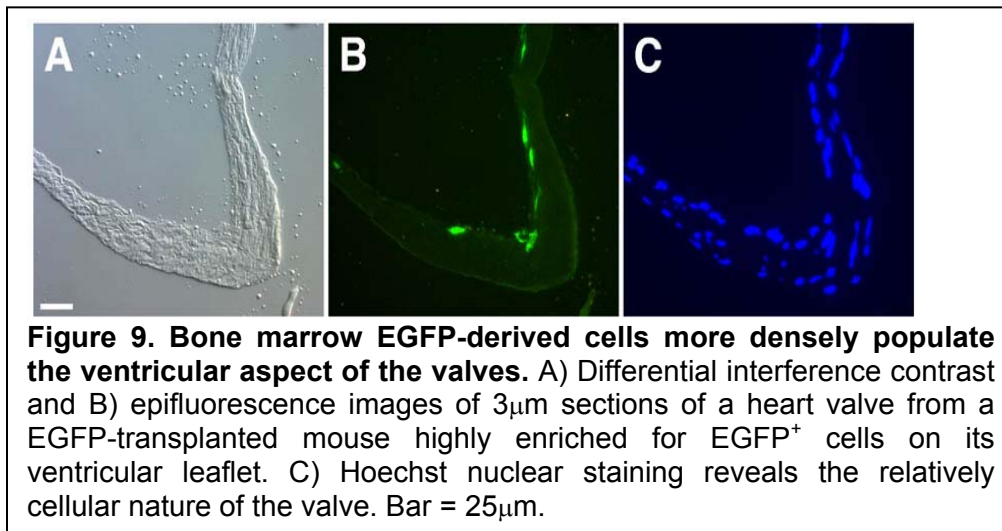 A B C
Figure 9. Bone marrow EGFP-derived cells more densely populate
the ventricular aspect of the valves. A) Differential interference contrast
and B) epifluorescence images of 3μm sections of a heart valve from a
EGFP-transplanted mouse highly enriched for EGFP⁺ cells on its
ventricular leaflet. C) Hoechst nuclear staining reveals the relatively
cellular nature of the valve. Bar = 25μm.